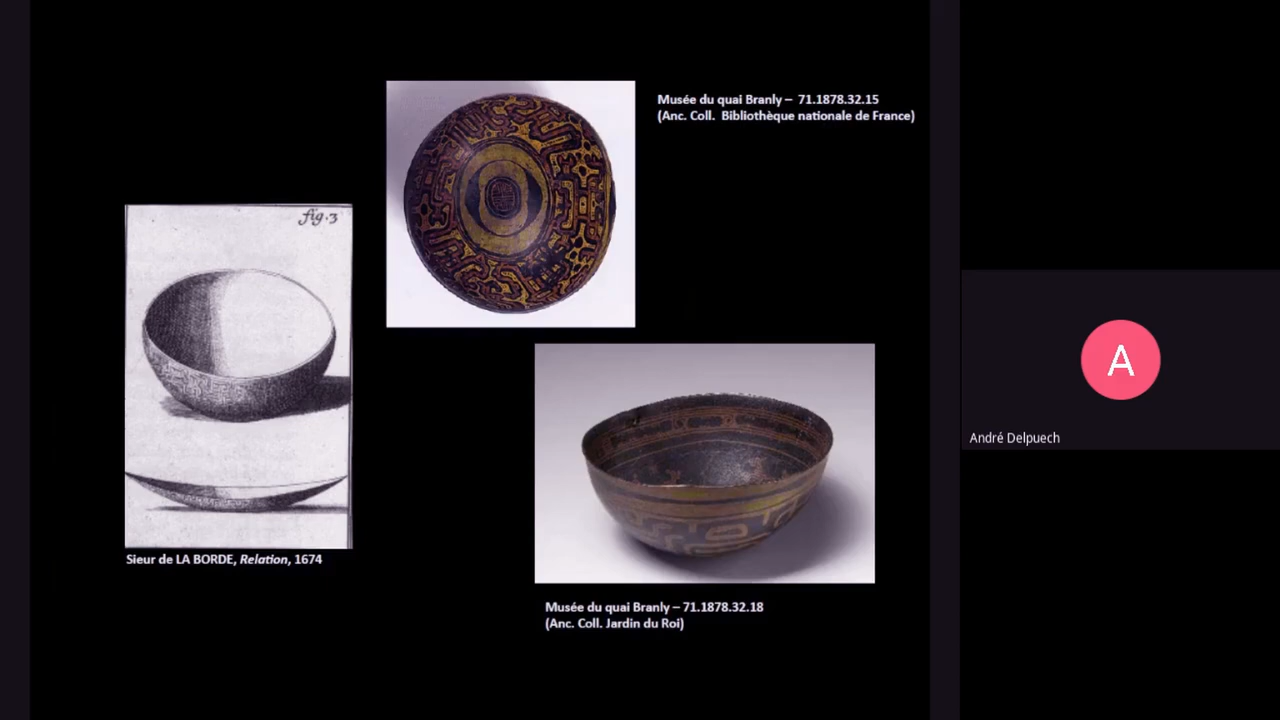 Musée du quai Branly – 71.1878.32.15
(Anc. Coll. Bibliothèque nationale de France)
fig.3
Sieur de LA BORDE, Relation, 1674
Musée du quai Branly – 71.1878.32.18
(Anc. Coll. Jardin du Roi)
A
André Delpuech